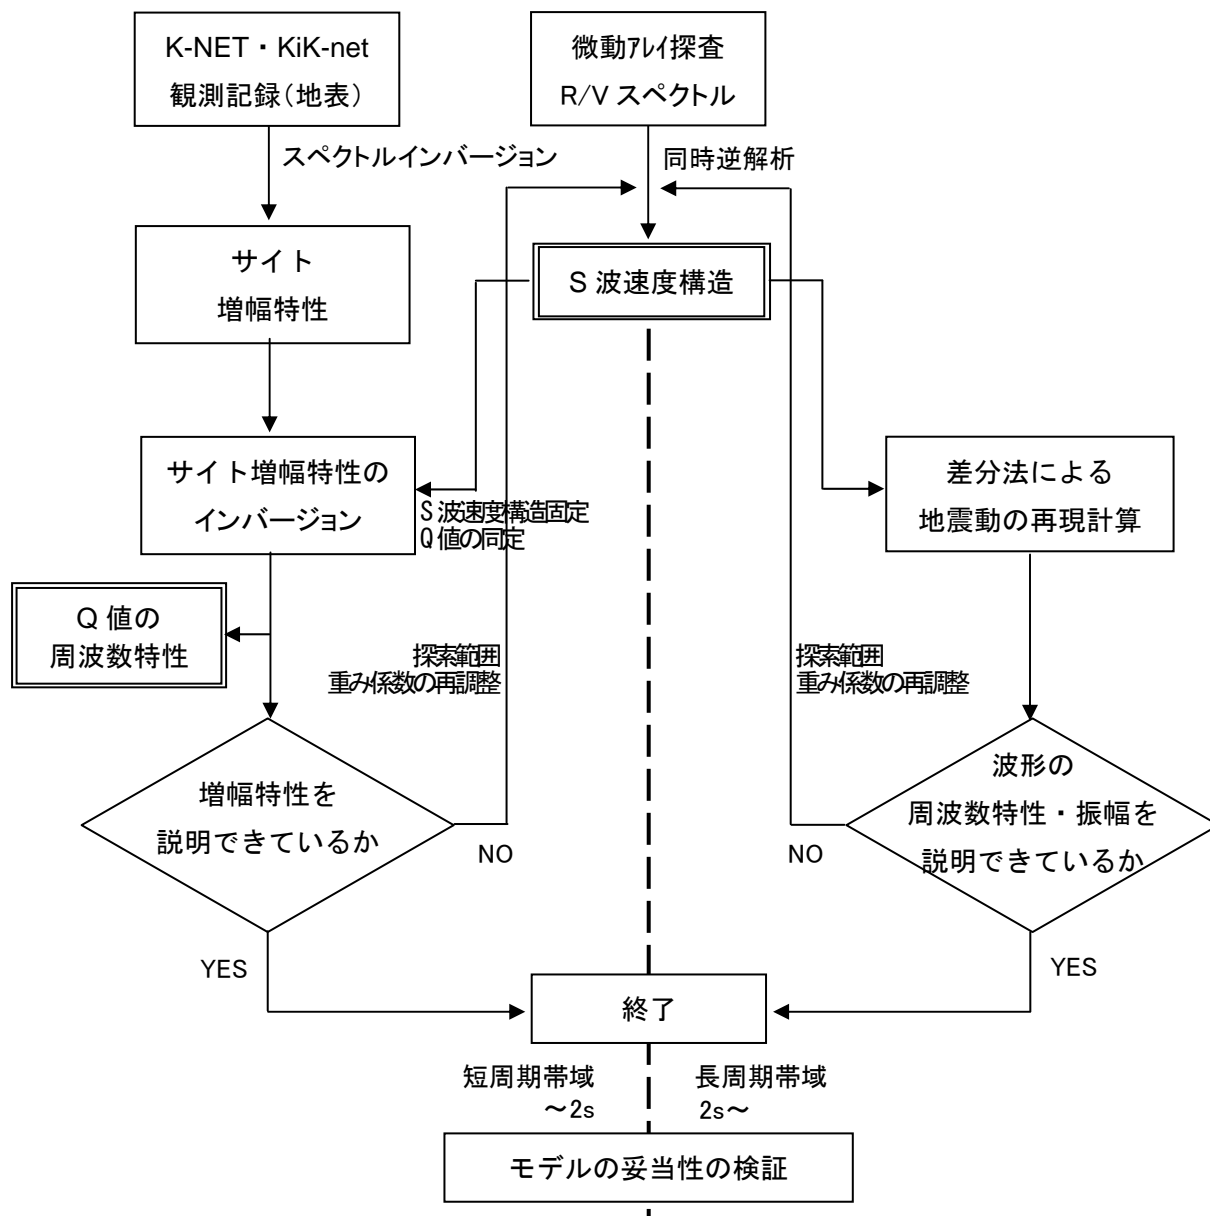 K-NET・KiK-net
観測記録(地表)
微動ｱﾚｲ探査
R/V スペクトル
スペクトルインバージョン
同時逆解析
サイト
増幅特性
S 波速度構造
サイト増幅特性の
インバージョン
S 波速度構造固定
Q 値の同定
差分法による
地震動の再現計算
Q 値の
周波数特性
探索範囲
重み係数の再調整
探索範囲
重み係数の再調整
増幅特性を
説明できているか
波形の
周波数特性・振幅を
説明できているか
NO
NO
YES
YES
終了
短周期帯域
～2s
長周期帯域
2s～
モデルの妥当性の検証